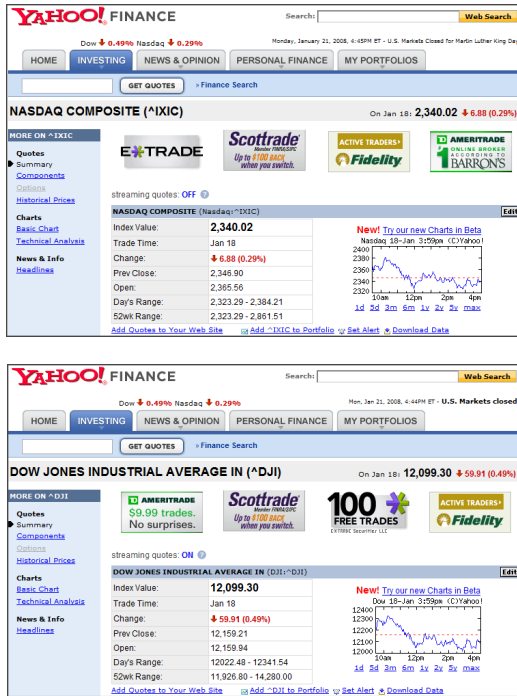 YAHOO! FINANCE Search: Web Search
Dow 0.49% Nasdaq 0.29% Monday, January 21, 2008, 4:45PM ET - U.S. Markets Closed for Martin Luther King Day
HOME INVESTING NEWS & OPINION PERSONAL FINANCE MY PORTFOLIOS
GET QUOTES » Finance Search
NASDAQ COMPOSITE (^IXIC) On Jan 18: 2,340.02 6.88 (0.29%)
MORE ON ^IXIC
Quotes
Summary
Components
Options
Historical Prices
Charts
Basic Chart
Technical Analysis
News & Info
Headlines
E*TRADE
Scottrade
Member FINRA/SIPC
Up to $100 BACK
when you switch.
ACTIVE TRADERS
Fidelity
TD AMERITRADE
#1 ONLINE BROKER
ACCORDING TO
BARRON'S
streaming quotes: OFF
NASDAQ COMPOSITE (Nasdaq:^IXIC) Edit
Index Value: 2,340.02
Trade Time: Jan 18
Change: 6.88 (0.29%)
Prev Close: 2,346.90
Open: 2,365.56
Day's Range: 2,323.29 - 2,384.21
52wk Range: 2,323.29 - 2,861.51
New! Try our new Charts in Beta
Nasdaq 18-Jan 3:59pm (C)Yahoo!
2400
2380
2360
2340
2320
10am 12pm 2pm 4pm
1d 5d 3m 6m 1y 2y 5y max
Add Quotes to Your Web Site Add ^IXIC to Portfolio Set Alert Download Data
YAHOO! FINANCE Search: Web Search
Dow 0.49% Nasdaq 0.29% Mon, Jan 21, 2008, 4:44PM ET - U.S. Markets closed
HOME INVESTING NEWS & OPINION PERSONAL FINANCE MY PORTFOLIOS
GET QUOTES » Finance Search
DOW JONES INDUSTRIAL AVERAGE IN (^DJI) On Jan 18: 12,099.30 59.91 (0.49%)
MORE ON ^DJI
Quotes
Summary
Components
Options
Historical Prices
Charts
Basic Chart
Technical Analysis
News & Info
Headlines
TD AMERITRADE
$9.99 trades.
No surprises.
Scottrade
Member FINRA/SIPC
Up to $100 BACK
when you switch.
100
FREE TRADES
E*TRADE Securities LLC
ACTIVE TRADERS
Fidelity
streaming quotes: ON
DOW JONES INDUSTRIAL AVERAGE IN (DJI:^DJI) Edit
Index Value: 12,099.30
Trade Time: Jan 18
Change: 59.91 (0.49%)
Prev Close: 12,159.21
Open: 12,159.94
Day's Range: 12022.48 - 12341.54
52wk Range: 11,926.80 - 14,280.00
New! Try our new Charts in Beta
Dow 18-Jan 3:59pm (C)Yahoo!
12400
12300
12200
12100
12000
10am 12pm 2pm 4pm
1d 5d 3m 6m 1y 2y 5y max
Add Quotes to Your Web Site Add ^DJI to Portfolio Set Alert Download Data